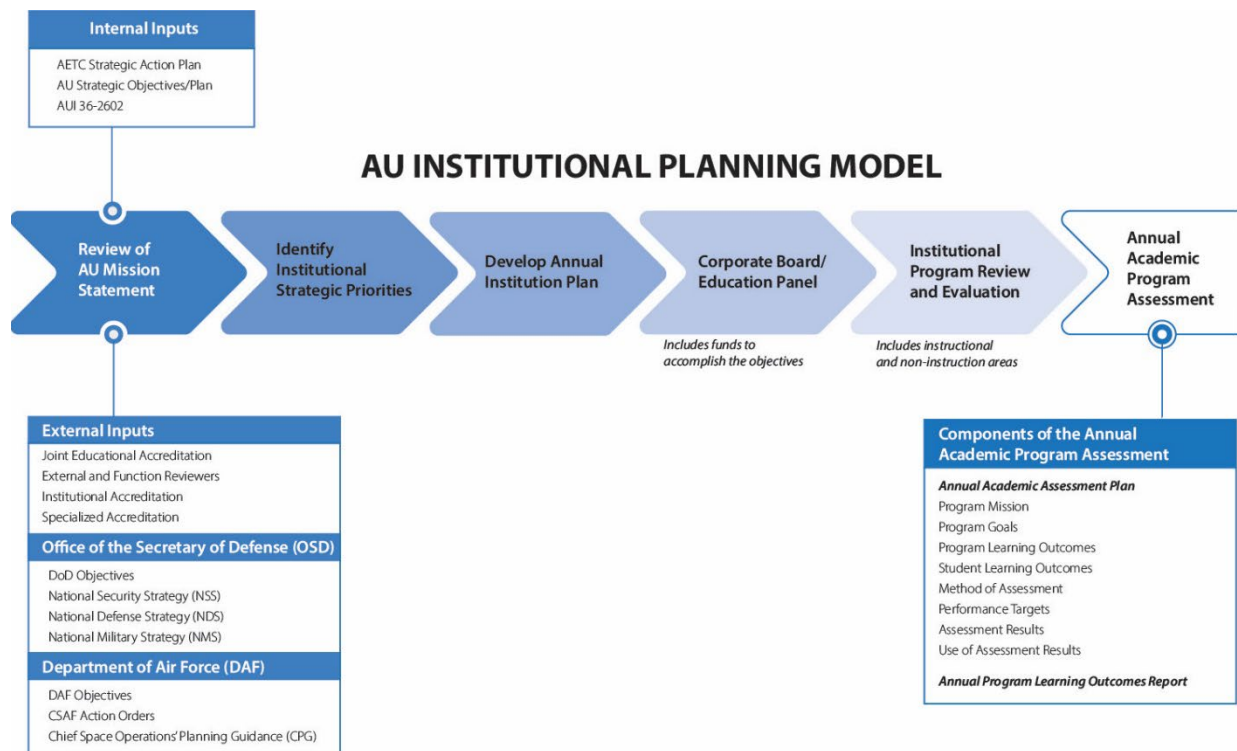 Internal Inputs
AETC Strategic Action Plan
AU Strategic Objectives/Plan
AUI 36-2602
AU INSTITUTIONAL PLANNING MODEL
Review of
AU Mission
Statement
Identify
Institutional
Strategic Priorities
Develop Annual
Institution Plan
Corporate Board/
Education Panel
Includes funds to
accomplish the objectives
Institutional
Program Review
and Evaluation
Includes instructional
and non-instruction areas
Annual
Academic
Program
Assessment
External Inputs
Joint Educational Accreditation
External and Function Reviewers
Institutional Accreditation
Specialized Accreditation
Office of the Secretary of Defense (OSD)
DoD Objectives
National Security Strategy (NSS)
National Defense Strategy (NDS)
National Military Strategy (NMS)
Department of Air Force (DAF)
DAF Objectives
CSAF Action Orders
Chief Space Operations' Planning Guidance (CPG)
Components of the Annual
Academic Program Assessment
Annual Academic Assessment Plan
Program Mission
Program Goals
Program Learning Outcomes
Student Learning Outcomes
Method of Assessment
Performance Targets
Assessment Results
Use of Assessment Results
Annual Program Learning Outcomes Report